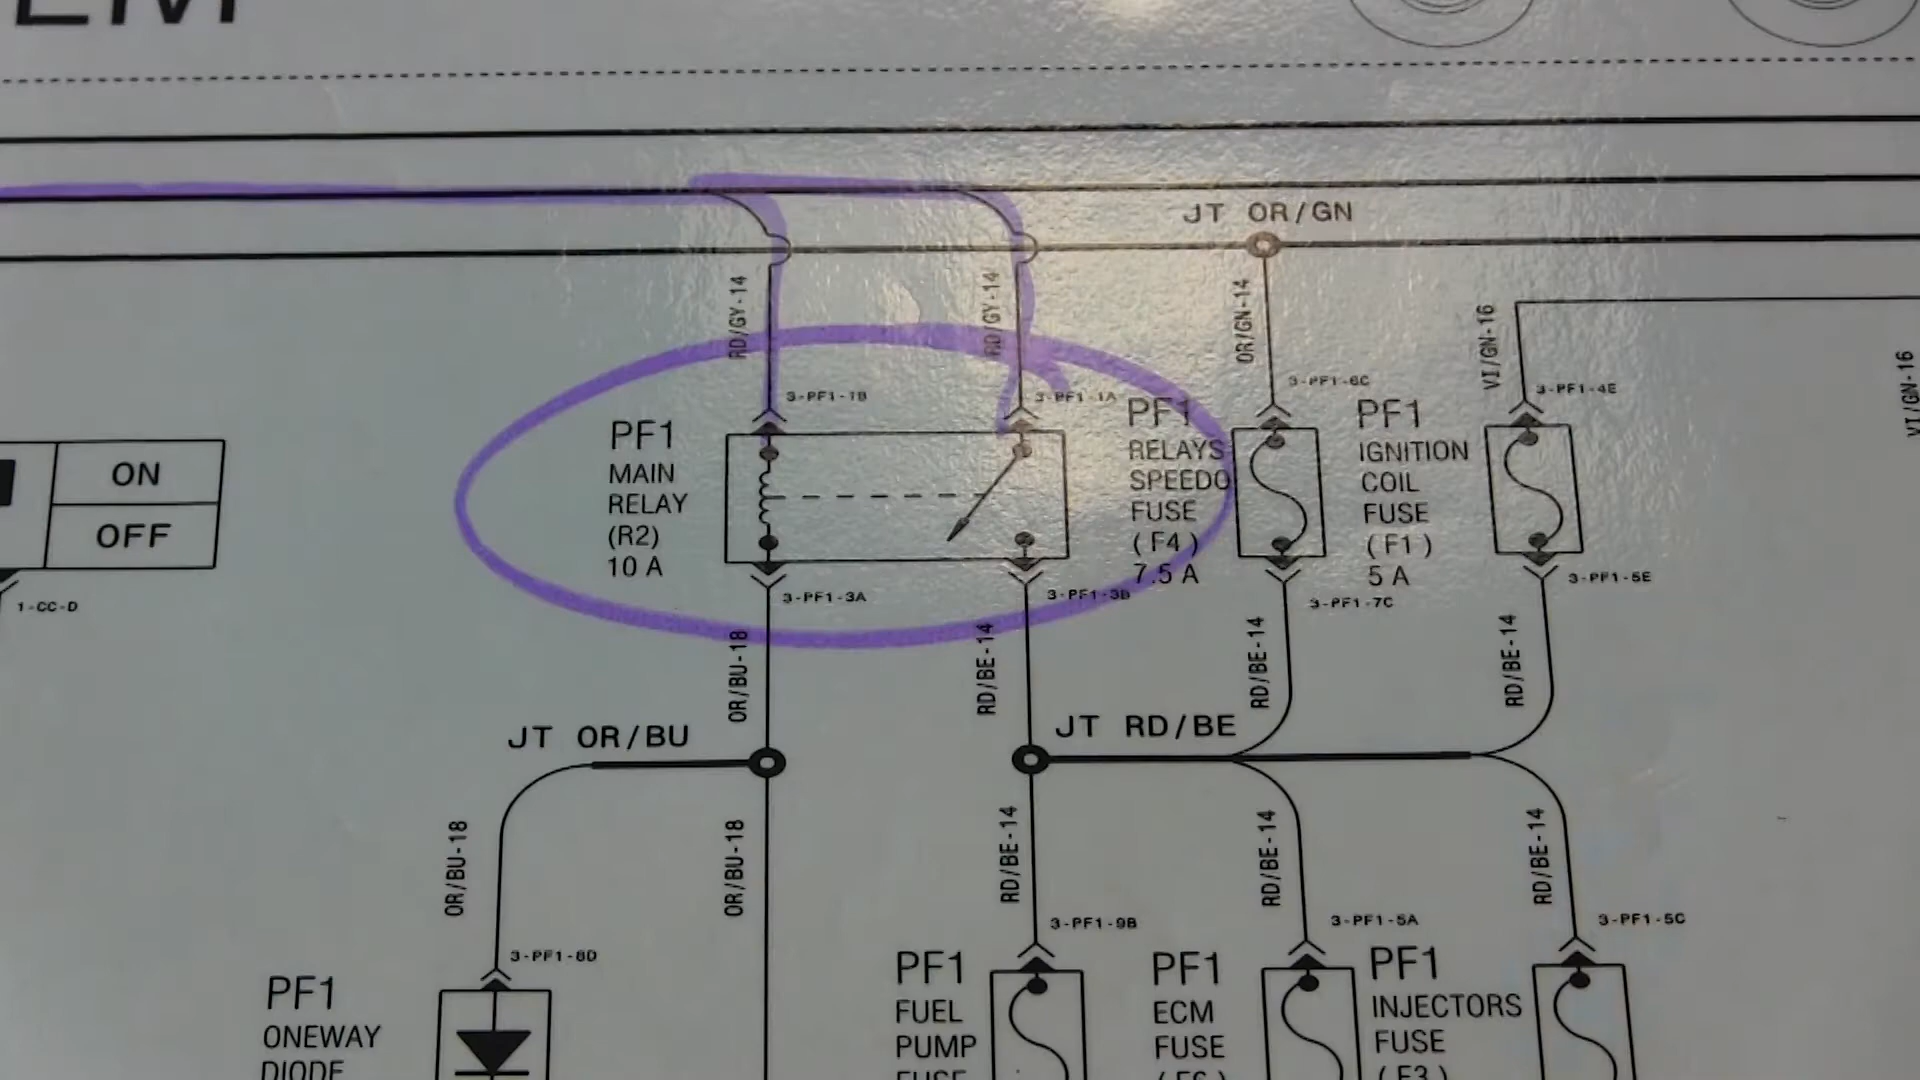 EM
JT OR/GN
RD/GY-14
RD/GY-14
OR/GN-14
VI/GN-16
VI/GN-16
3-PF1-1B
3-PF1-1A
3-PF1-6C
3-PF1-4E
ON
OFF
1-CC-D
PF1
MAIN
RELAY
(R2)
10 A
PF1
RELAYS
SPEEDO
FUSE
(F4)
7.5 A
PF1
IGNITION
COIL
FUSE
(F1)
5 A
3-PF1-3A
3-PF1-3B
3-PF1-7C
3-PF1-5E
OR/BU-18
RD/BE-14
RD/BE-14
RD/BE-14
JT OR/BU
JT RD/BE
OR/BU-18
OR/BU-18
RD/BE-14
RD/BE-14
RD/BE-14
3-PF1-8D
3-PF1-9B
3-PF1-5A
3-PF1-5C
PF1
ONEWAY
DIODE
PF1
FUEL
PUMP
FUSE
PF1
ECM
FUSE
PF1
INJECTORS
FUSE
(F3)